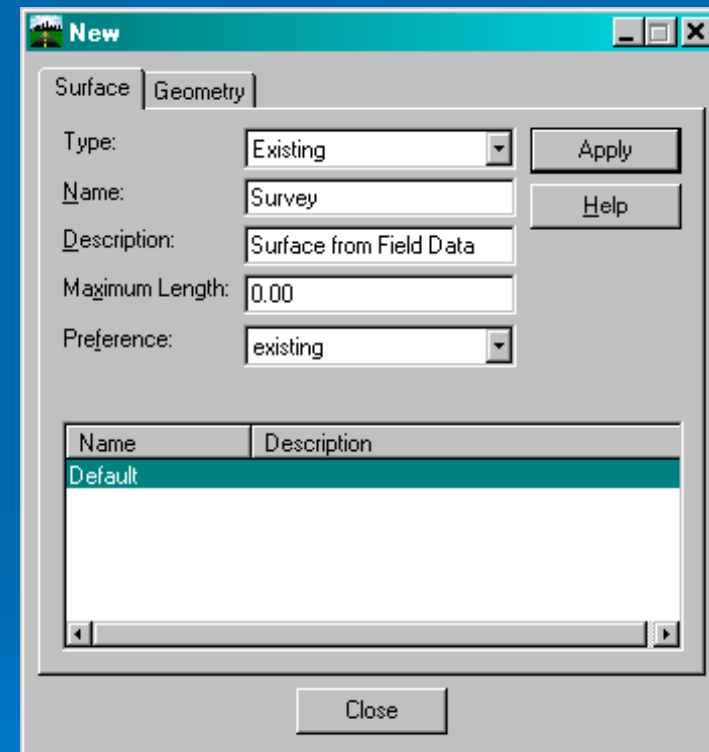 New
Surface Geometry
Type: Existing Apply
Name: Survey Help
Description: Surface from Field Data
Maximum Length: 0.00
Preference: existing
Name Description
Default
Close